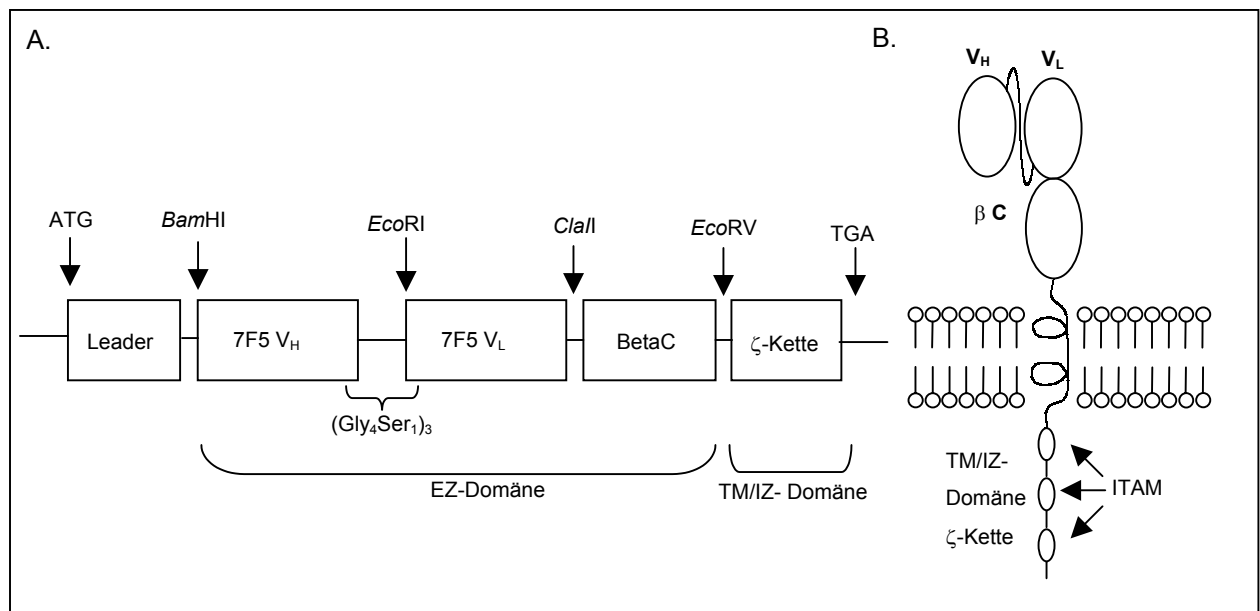 A.
ATG
BamHI
EcoRI
ClaII
EcoRV
TGA
Leader
7F5 VH
7F5 VL
BetaC
ζ-Kette
(Gly4Ser1)3
EZ-Domäne
TM/IZ- Domäne
B.
VH
VL
β C
TM/IZ-
Domäne
ζ-Kette
ITAM